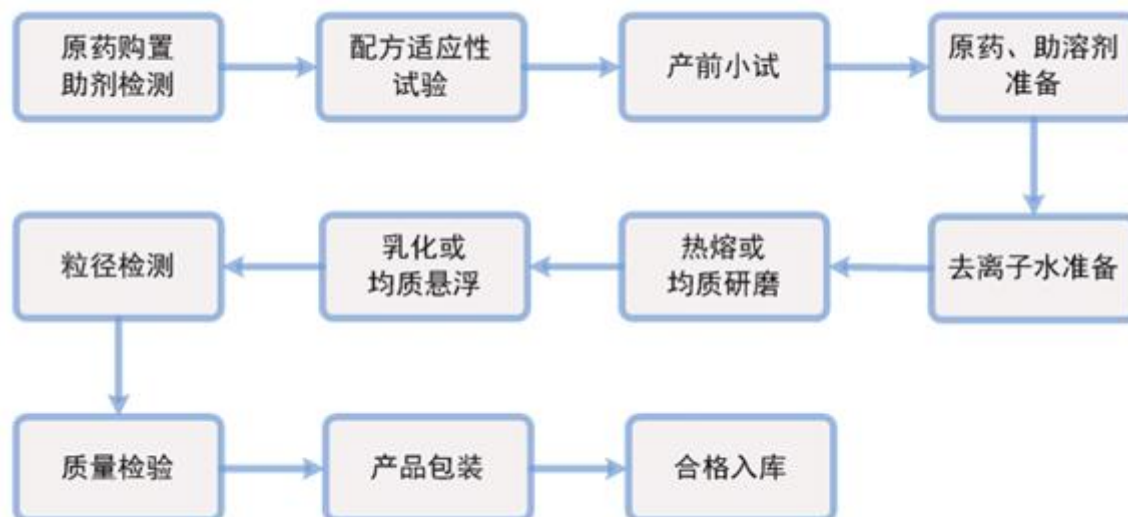 原药购置
助剂检测
配方适应性
试验
产前小试
原药、助溶剂
准备
去离子水准备
热熔或
均质研磨
乳化或
均质悬浮
粒径检测
质量检验
产品包装
合格入库